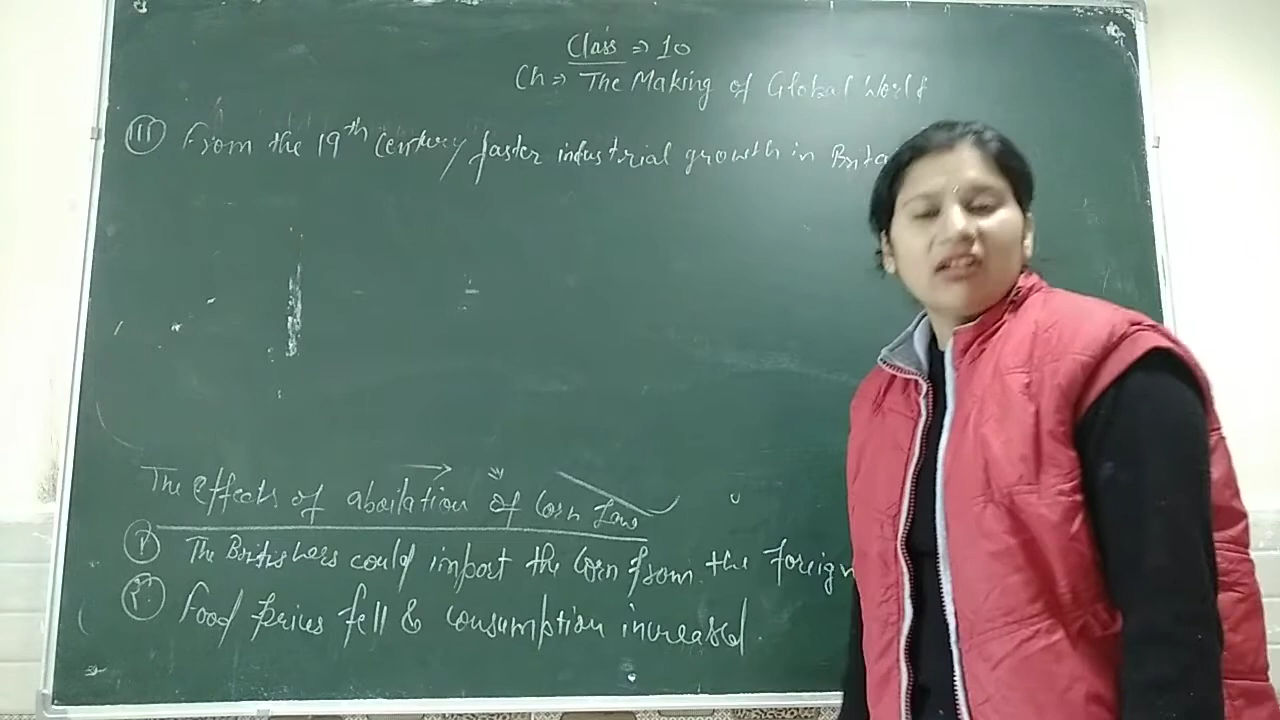 Class ⇒ 10
Ch ⇒ The Making of Global World
III From the 19th Century faster industrial growth in Brita
The effects of aboilation of Corn Law
The Britishers could import the Corn from the foreign
Food prices fell & consumption increased.